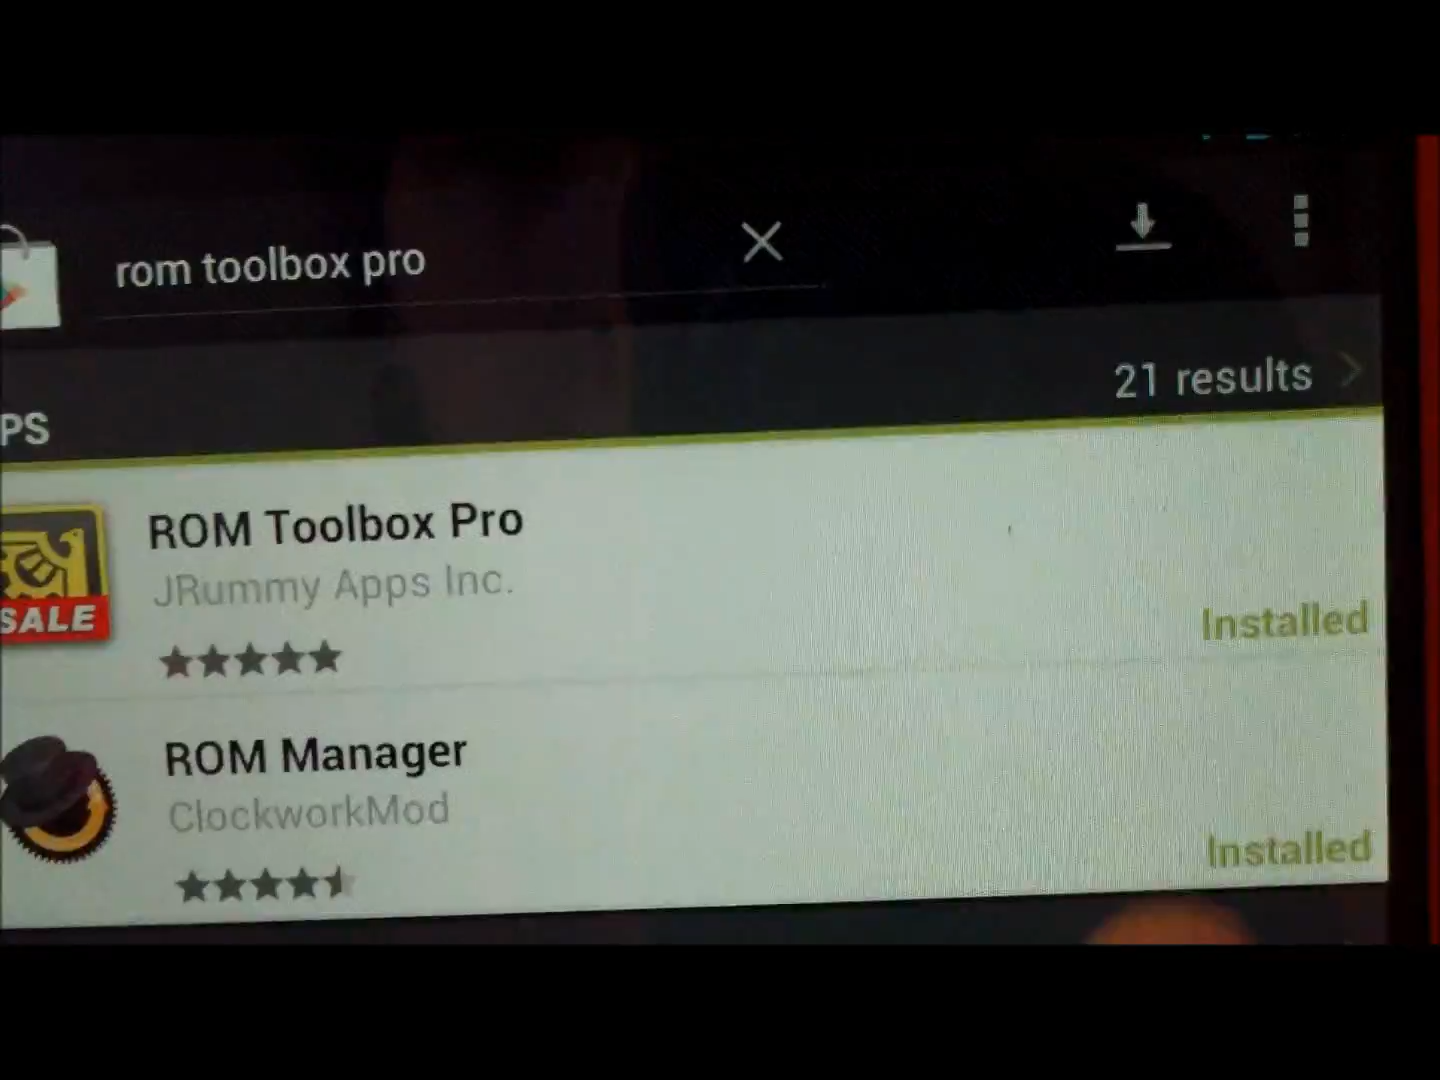 rom toolbox pro
21 results
PS
ROM Toolbox Pro
JRummy Apps Inc.
SALE
Installed
ROM Manager
ClockworkMod
Installed